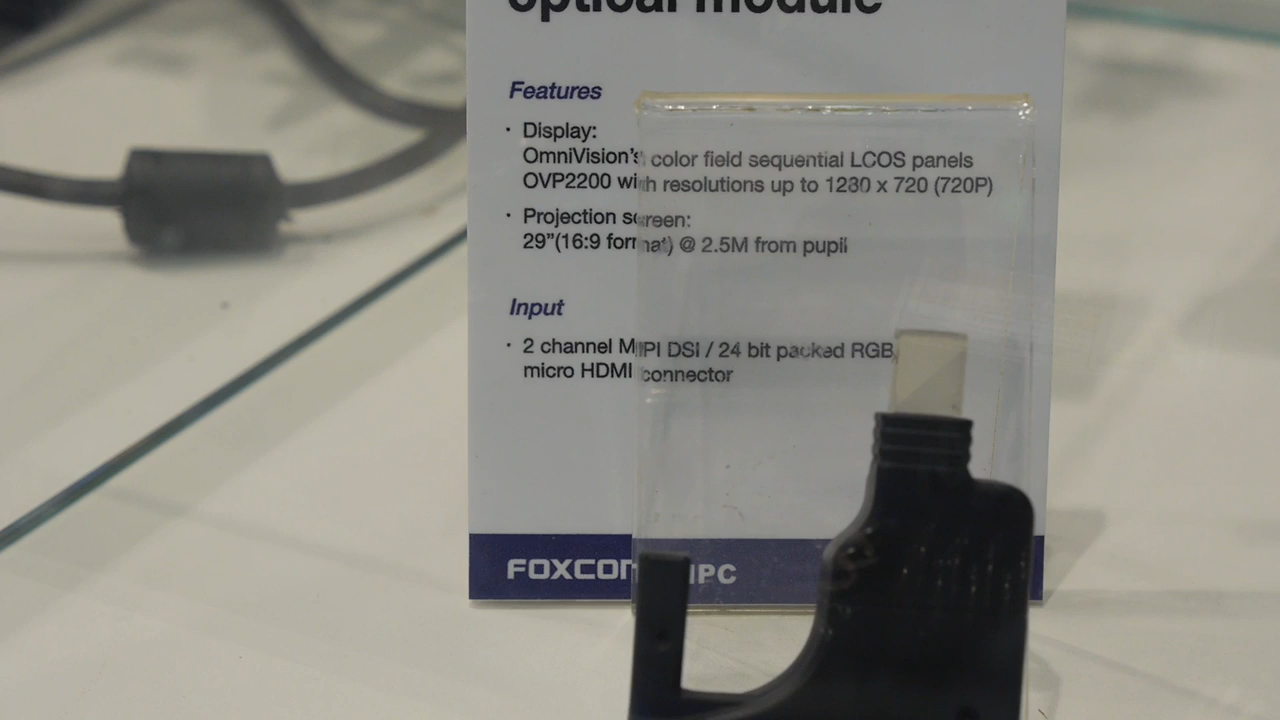 optical module
Features
· Display:
OmniVision's color field sequential LCOS panels
OVP2200 with resolutions up to 1280 x 720 (720P)
· Projection screen:
29"(16:9 format) @ 2.5M from pupil
Input
· 2 channel MIPI DSI / 24 bit packed RGB
micro HDMI connector